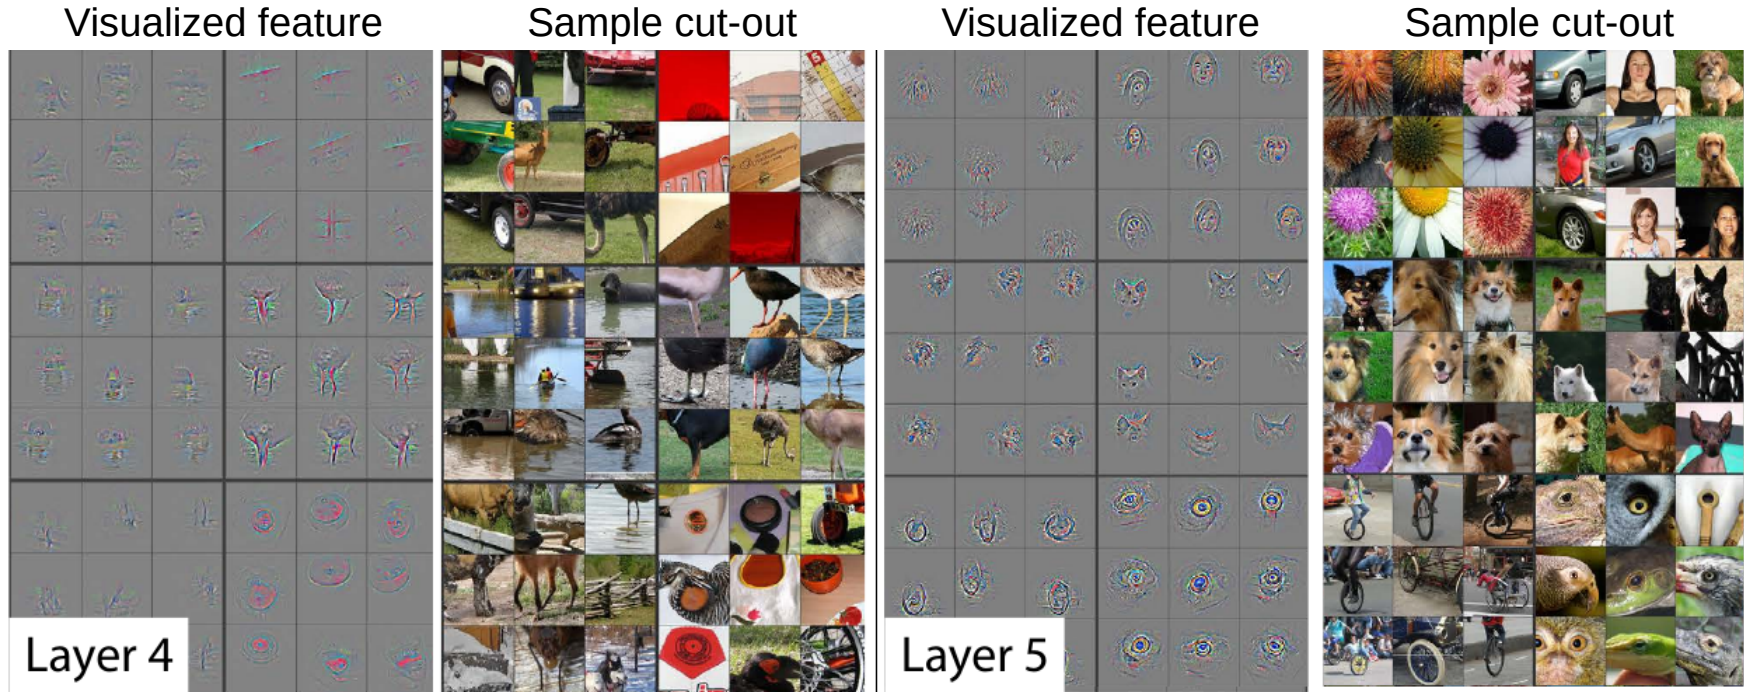 Visualized feature
Sample cut-out
Visualized feature
Sample cut-out
Layer 4
Layer 5